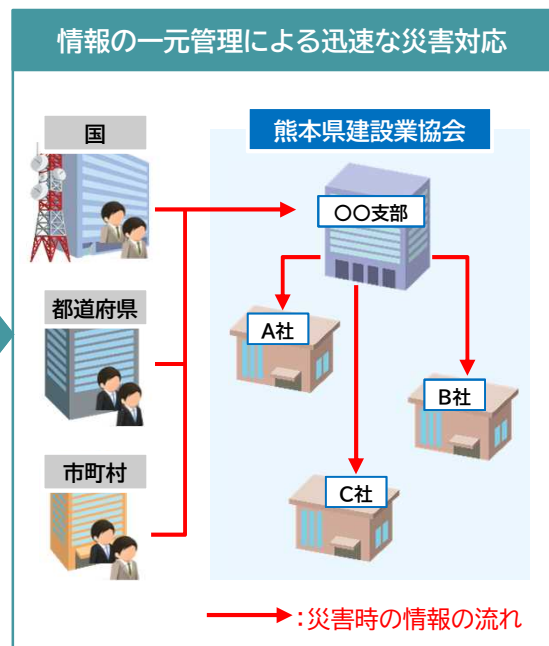 情報の一元管理による迅速な災害対応
国
熊本県建設業協会
〇〇支部
都道府県
A社
B社
市町村
C社
:災害時の情報の流れ